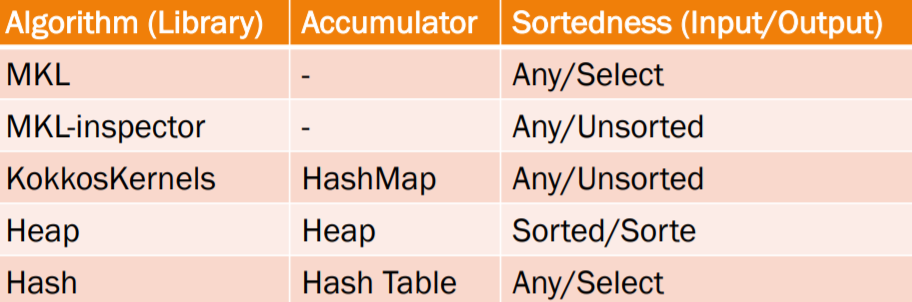 Algorithm (Library) Accumulator Sortedness (Input/Output)
MKL - Any/Select
MKL-inspector - Any/Unsorted
KokkosKernels HashMap Any/Unsorted
Heap Heap Sorted/Sorte
Hash Hash Table Any/Select